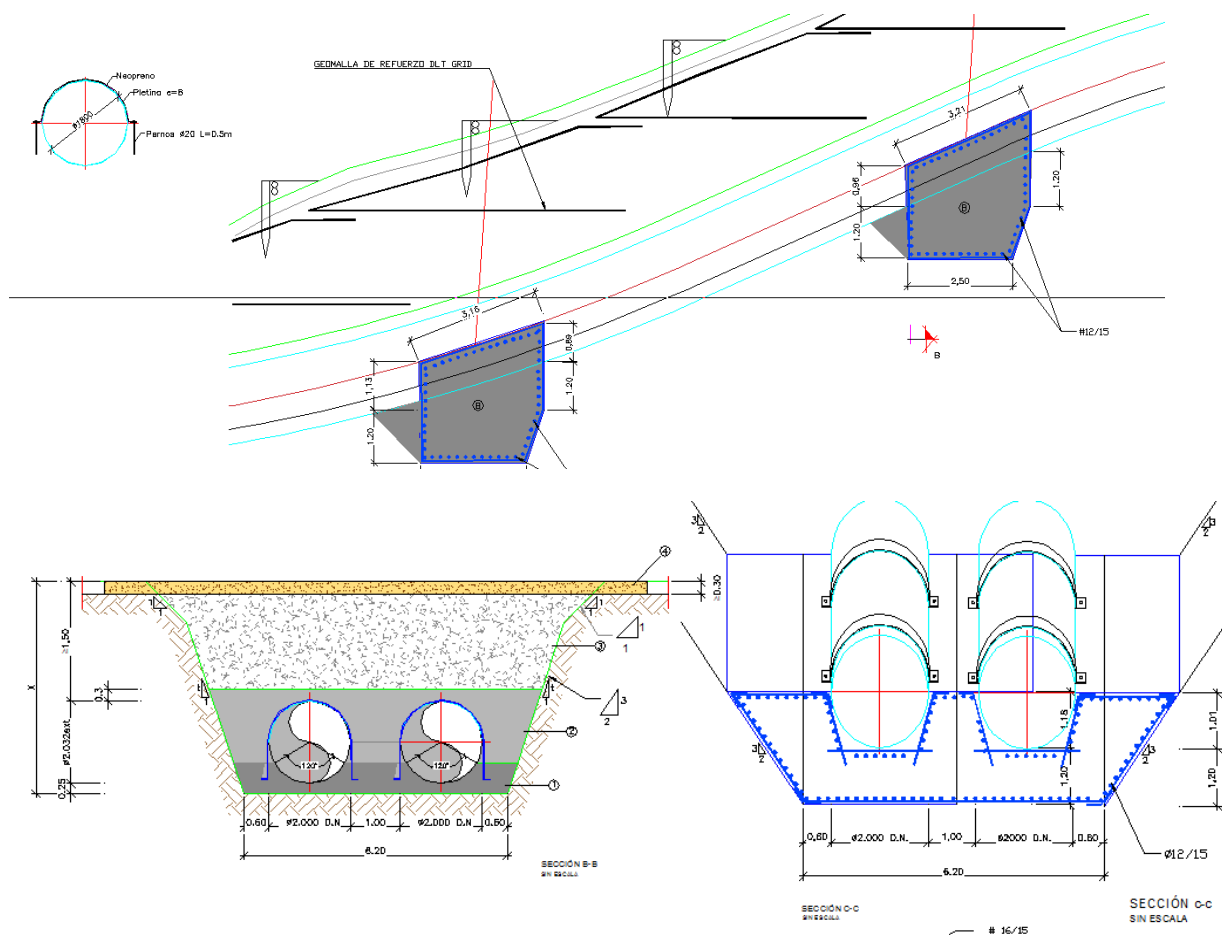 GEOMALLA DE REFUERZO DLT GRID
Neopreno
Pletina e=B
Ø1800
Pernos Ø20 L=0.5m
3,21
0,96
1.20
1.20
B
2,50
#12/15
B
3,16
0,89
1,13
1.20
1.20
B
4
≥0.30
1
1
1
1
3
≥1,50
X
0.3
t
t
3
2
2
Ø2.032ext.
120°
120°
0.25
1
0.60
Ø2.000 D.N.
1.00
Ø2.000 D.N.
0.60
6.20
SECCIÓN B-B
SIN ESCALA
3
2
3
2
3
2
3
2
1.18
1.01
1.20
1.20
0,60
Ø2.000 D.N.
1,00
Ø2000 D.N.
0.60
6.20
Ø12/15
SECCIÓN C-C
SIN ESCALA
SECCIÓN C-C
SIN ESCALA
# 16/15